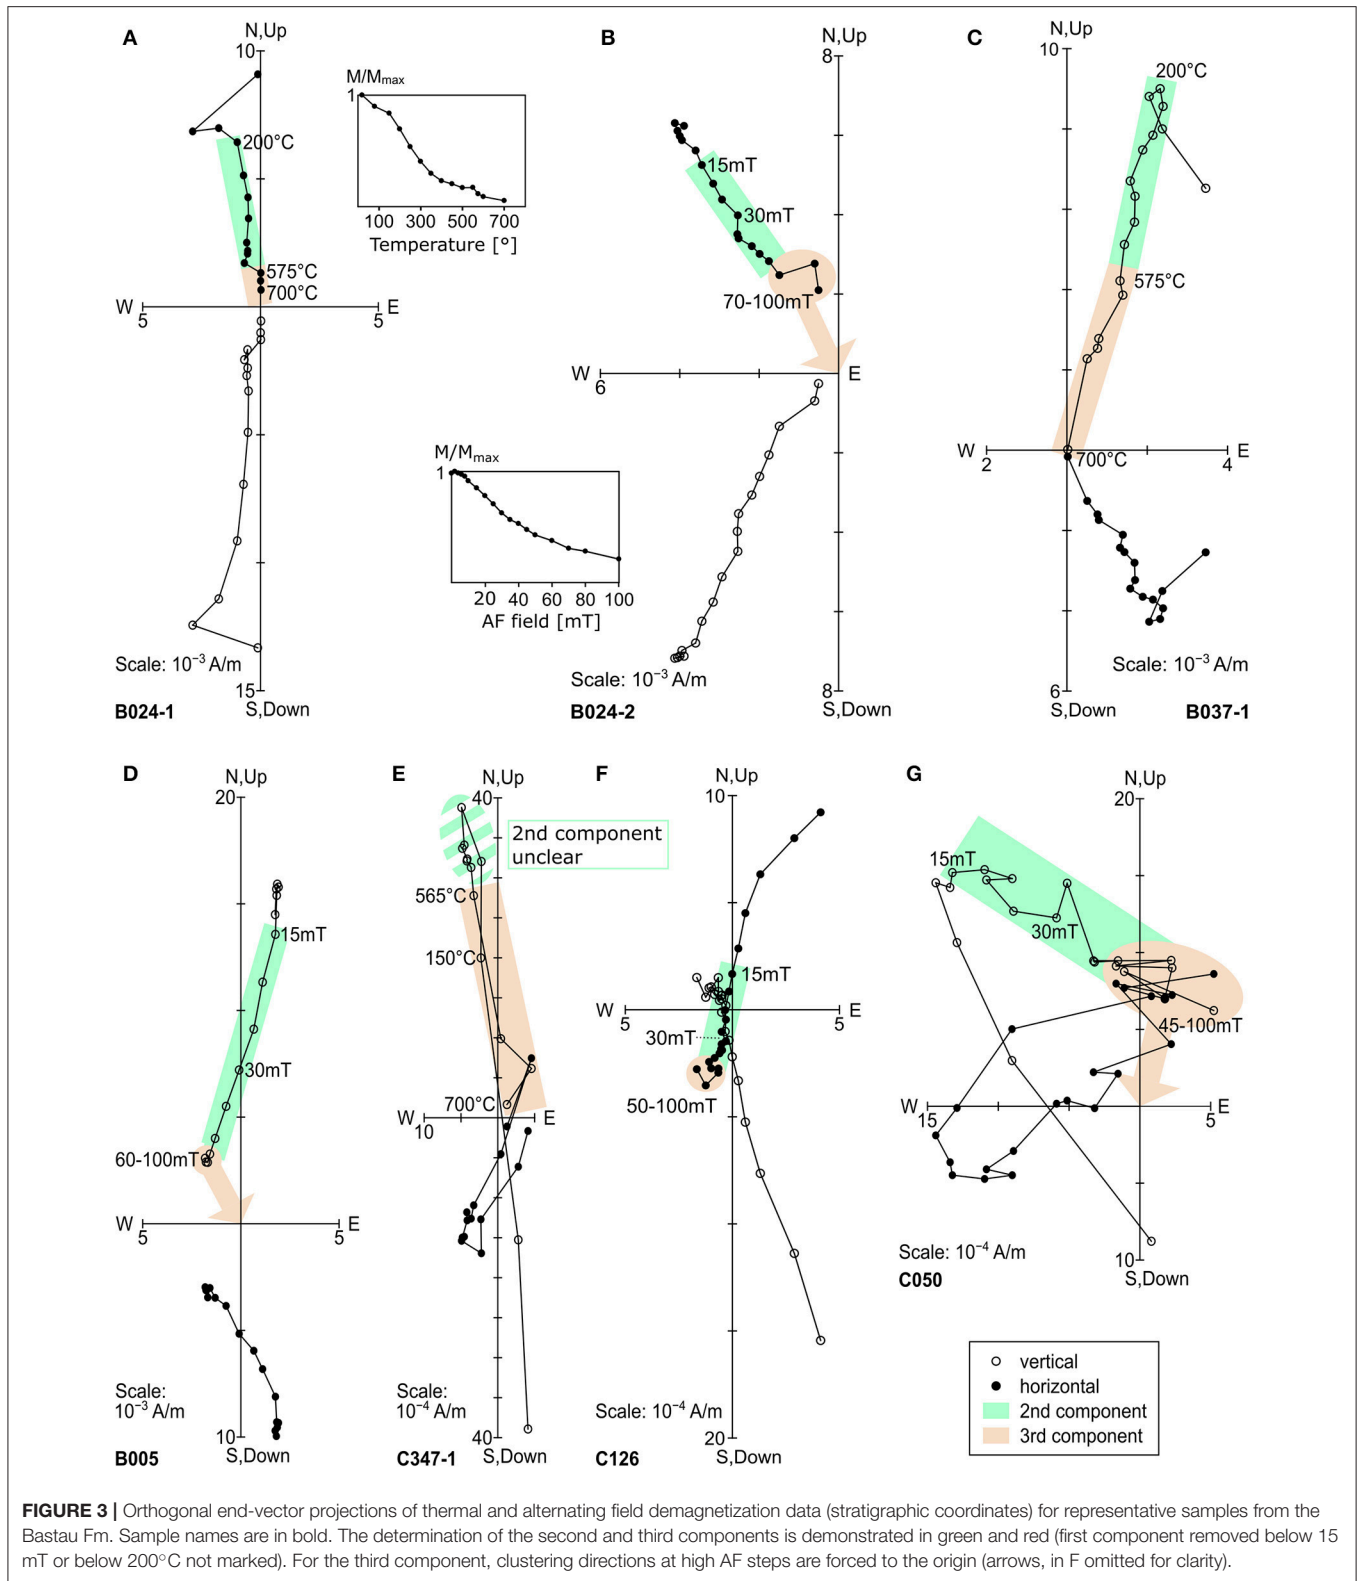 A
N,Up
10
200°C
575°C
700°C
W
5
5
E
Scale: 10⁻³ A/m
15
B024-1
S,Down
M/Mmax
1
100 300 500 700
Temperature [°]
B
N,Up
8
15mT
30mT
70-100mT
W
6
E
M/Mmax
1
20 40 60 80 100
AF field [mT]
Scale: 10⁻³ A/m
8
B024-2
S,Down
C
N,Up
10
200°C
575°C
W
2
700°C
4
E
Scale: 10⁻³ A/m
6
S,Down
B037-1
D
N,Up
20
15mT
30mT
60-100mT
W
5
5
E
Scale:
10⁻³ A/m
10
B005
S,Down
E
N,Up
40
2nd component
unclear
565°C
150°C
700°C
W
10
E
Scale:
10⁻⁴ A/m
40
C347-1
S,Down
F
N,Up
10
15mT
W
5
5
E
30mT
50-100mT
Scale: 10⁻⁴ A/m
20
C126
S,Down
G
N,Up
20
15mT
30mT
45-100mT
W
15
5
E
Scale: 10⁻⁴ A/m
10
C050
S,Down
vertical
horizontal
2nd component
3rd component
FIGURE 3 | Orthogonal end-vector projections of thermal and alternating field demagnetization data (stratigraphic coordinates) for representative samples from the
Bastau Fm. Sample names are in bold. The determination of the second and third components is demonstrated in green and red (first component removed below 15
mT or below 200°C not marked). For the third component, clustering directions at high AF steps are forced to the origin (arrows, in F omitted for clarity).